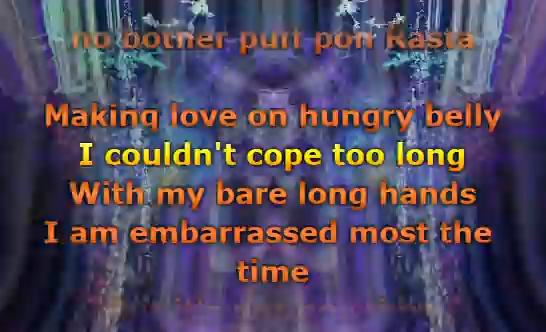 no bother puff pon Rasta
Making love on hungry belly
I couldn't cope too long
With my bare long hands
I am embarrassed most the
time